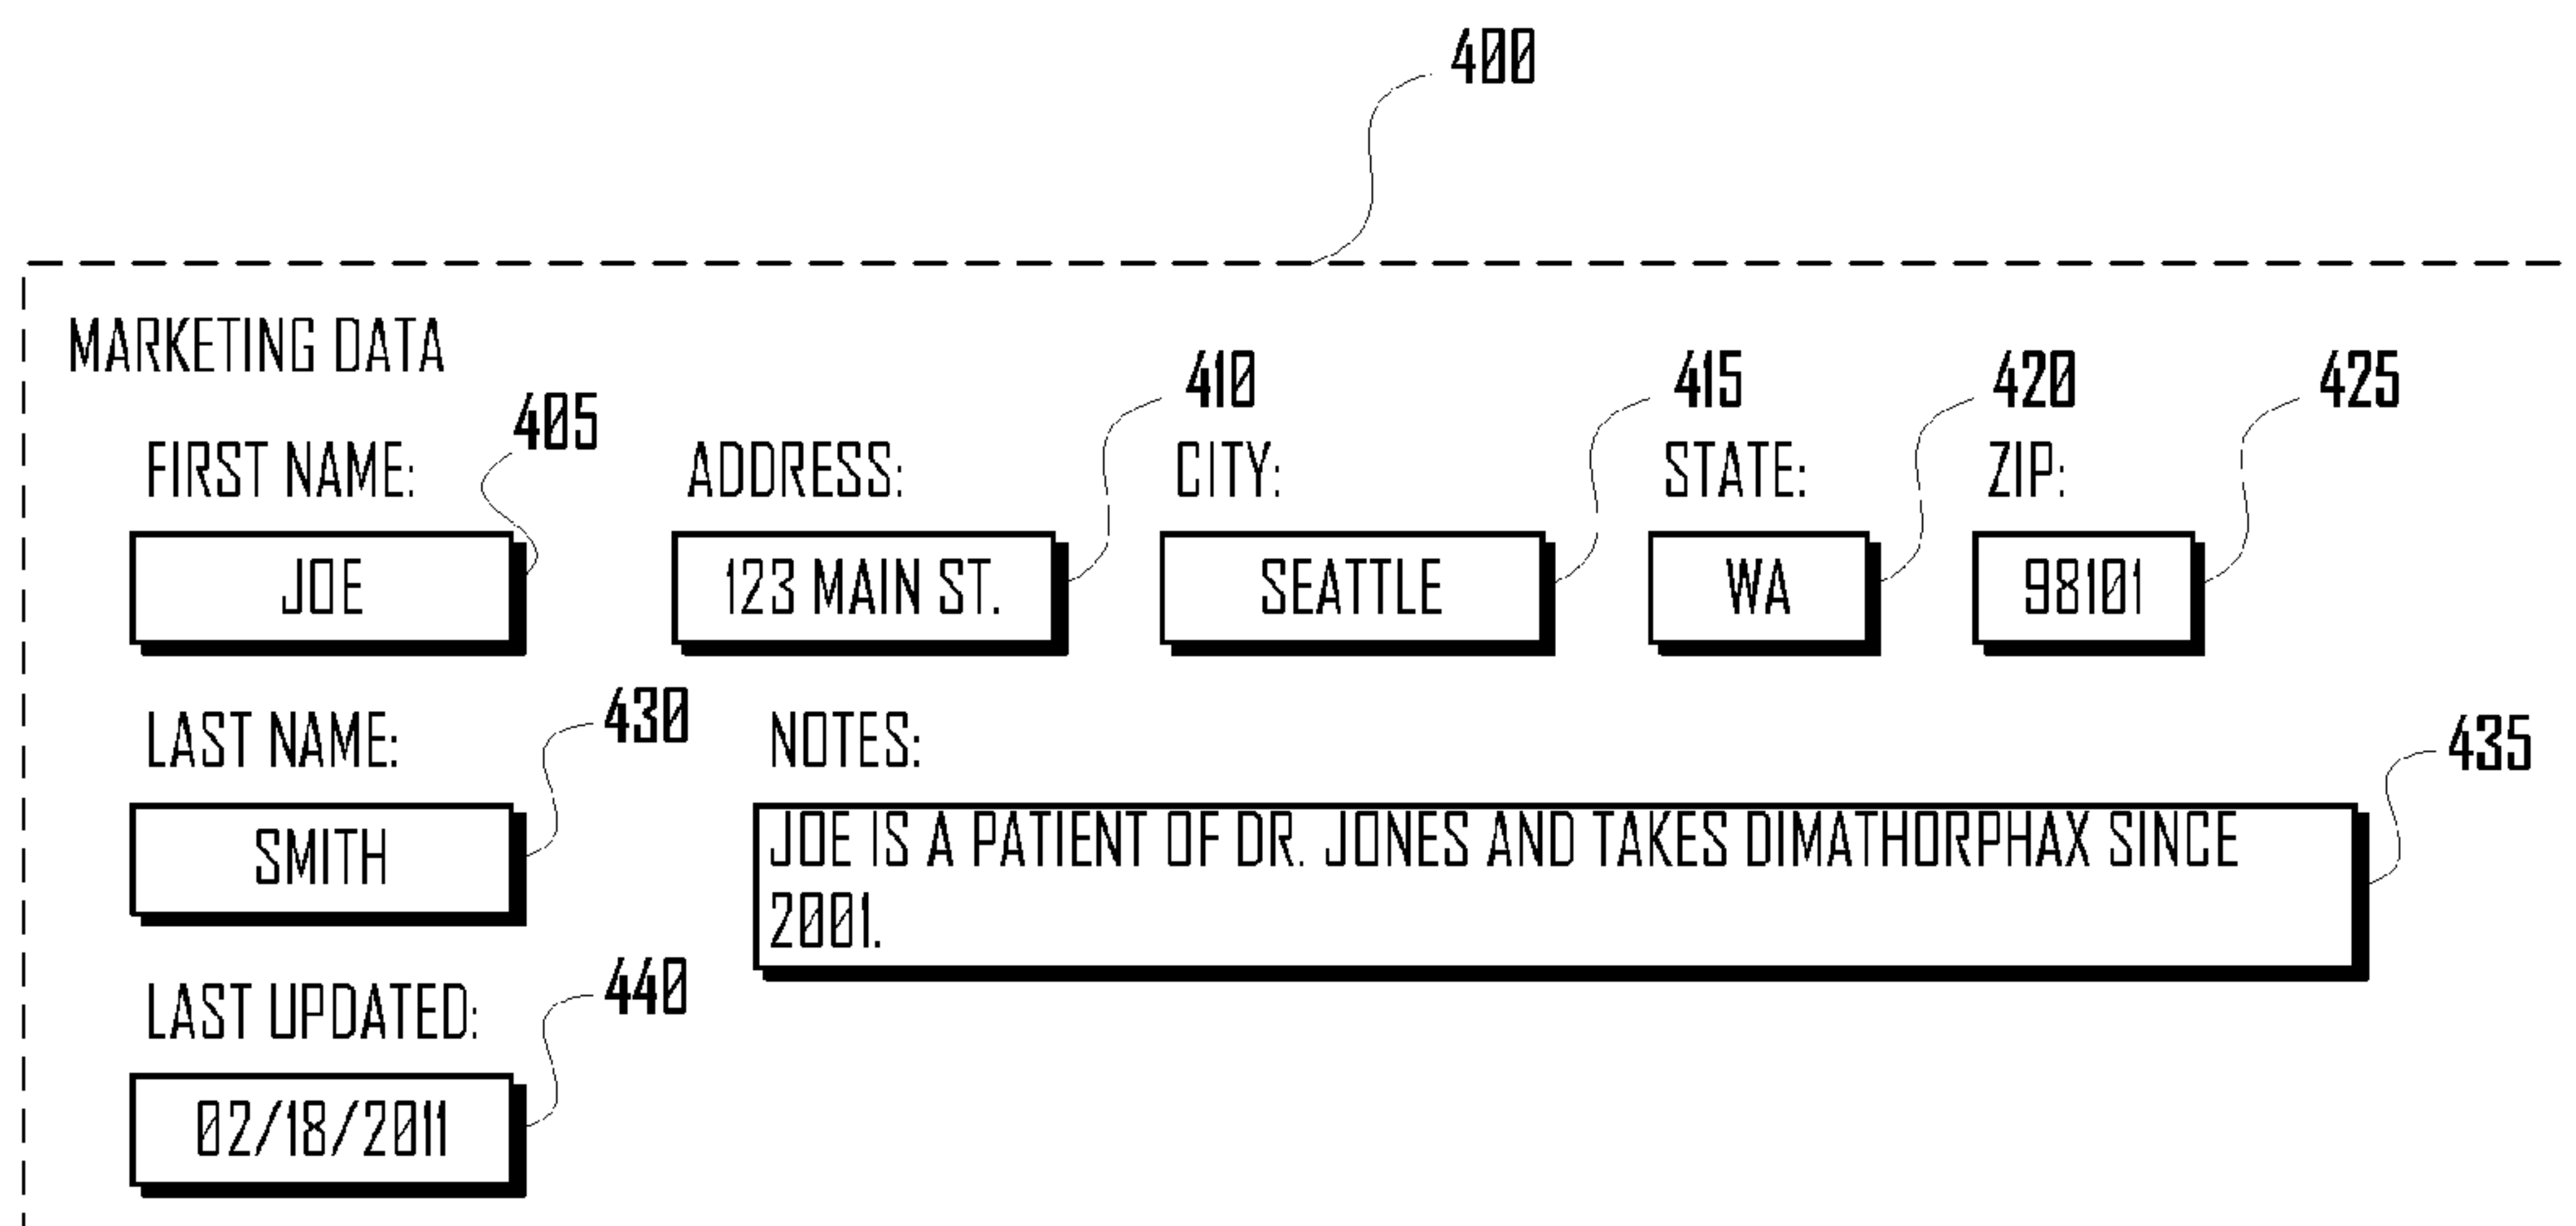 400
MARKETING DATA
405 410 415 420 425
FIRST NAME: ADDRESS: CITY: STATE: ZIP:
JOE 123 MAIN ST. SEATTLE WA 98101
LAST NAME: 430 NOTES: 435
SMITH JOE IS A PATIENT OF DR. JONES AND TAKES DIMATHORPHAX SINCE
2001.
LAST UPDATED: 440
02/18/2011